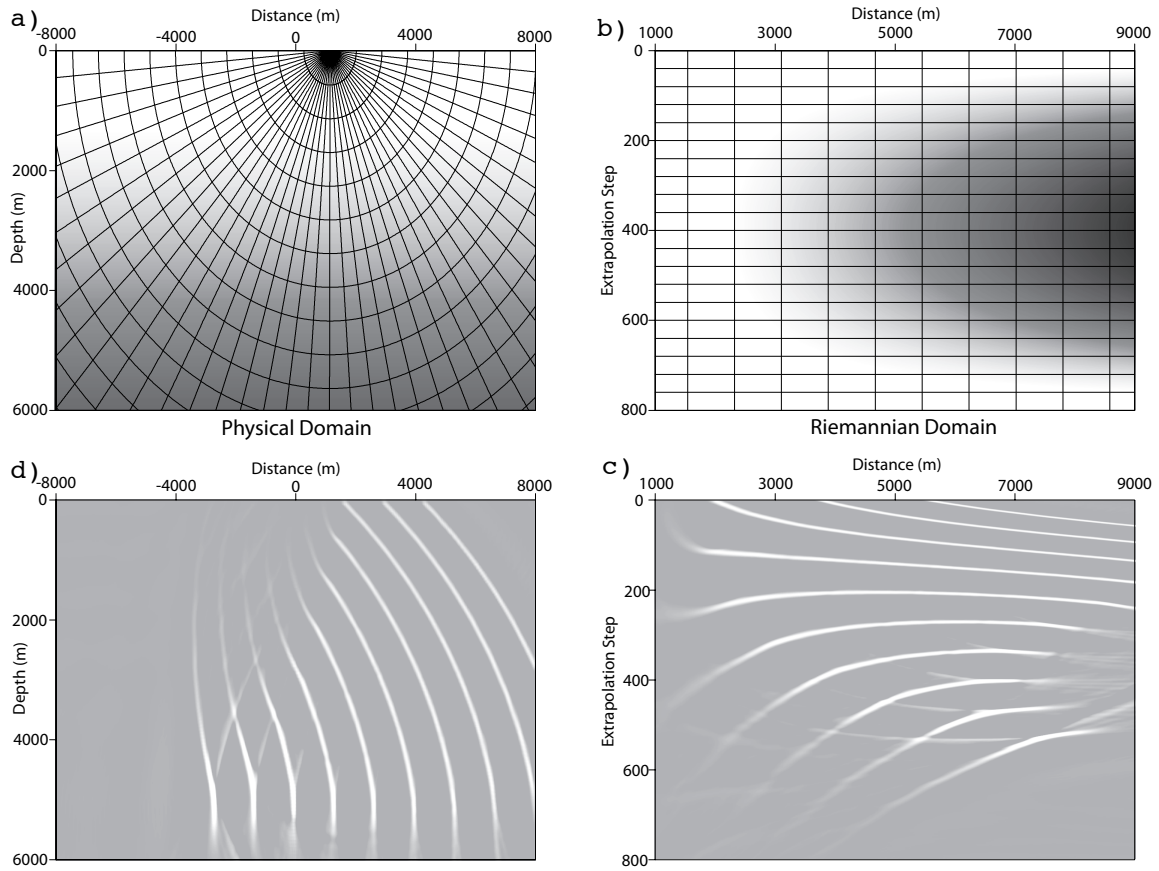 a)
Distance (m)
-8000 -4000 0 4000 8000
0
2000
4000
6000
Depth (m)
Physical Domain
b)
Distance (m)
1000 3000 5000 7000 9000
0
200
400
600
800
Extrapolation Step
Riemannian Domain
d)
Distance (m)
-8000 -4000 0 4000 8000
0
2000
4000
6000
Depth (m)
c)
Distance (m)
1000 3000 5000 7000 9000
0
200
400
600
800
Extrapolation Step